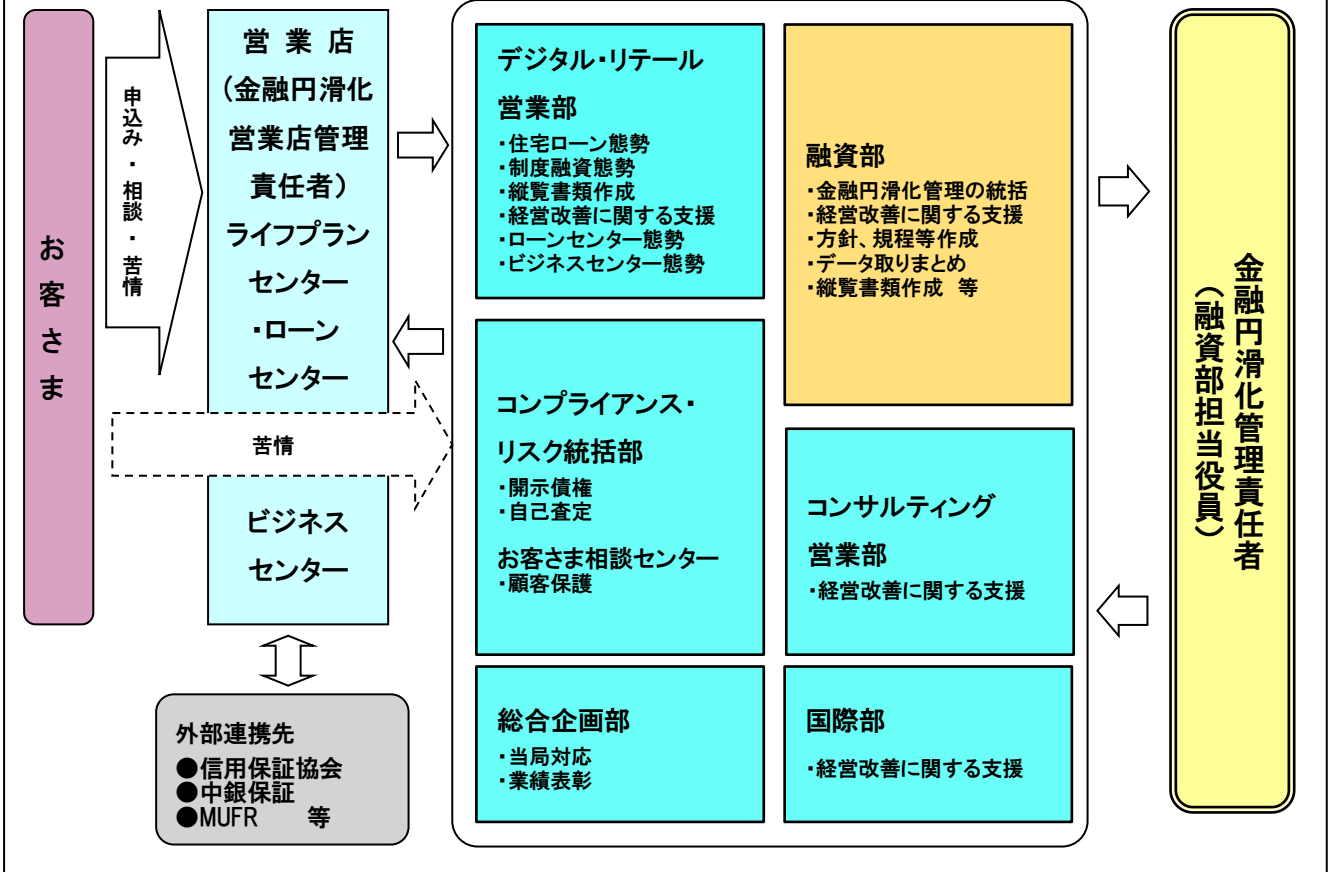 お客さま
申込み・相談・苦情
営業店
(金融円滑化
営業店管理
責任者)
ライフプラン
センター
・ローン
センター
苦情
ビジネス
センター
外部連携先
●信用保証協会
●中銀保証
●MUFR 等
デジタル・リテール
営業部
・住宅ローン態勢
・制度融資態勢
・縦覧書類作成
・経営改善に関する支援
・ローンセンター態勢
・ビジネスセンター態勢
融資部
・金融円滑化管理の統括
・経営改善に関する支援
・方針、規程等作成
・データ取りまとめ
・縦覧書類作成 等
コンプライアンス・
リスク統括部
・開示債権
・自己査定
お客さま相談センター
・顧客保護
コンサルティング
営業部
・経営改善に関する支援
総合企画部
・当局対応
・業績表彰
国際部
・経営改善に関する支援
金融円滑化管理責任者
(融資部担当役員)